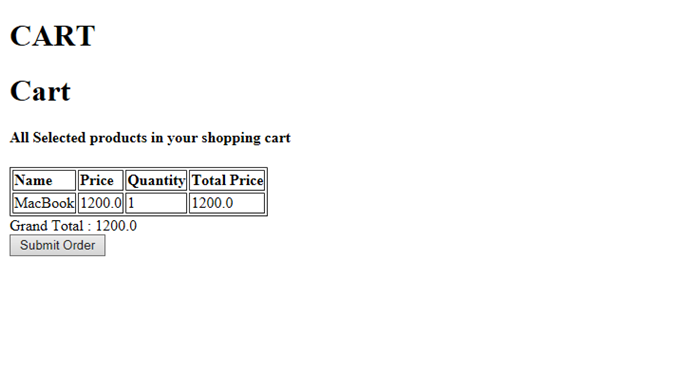 CART
Cart
All Selected products in your shopping cart
Name Price Quantity Total Price
MacBook 1200.0 1 1200.0
Grand Total : 1200.0
Submit Order